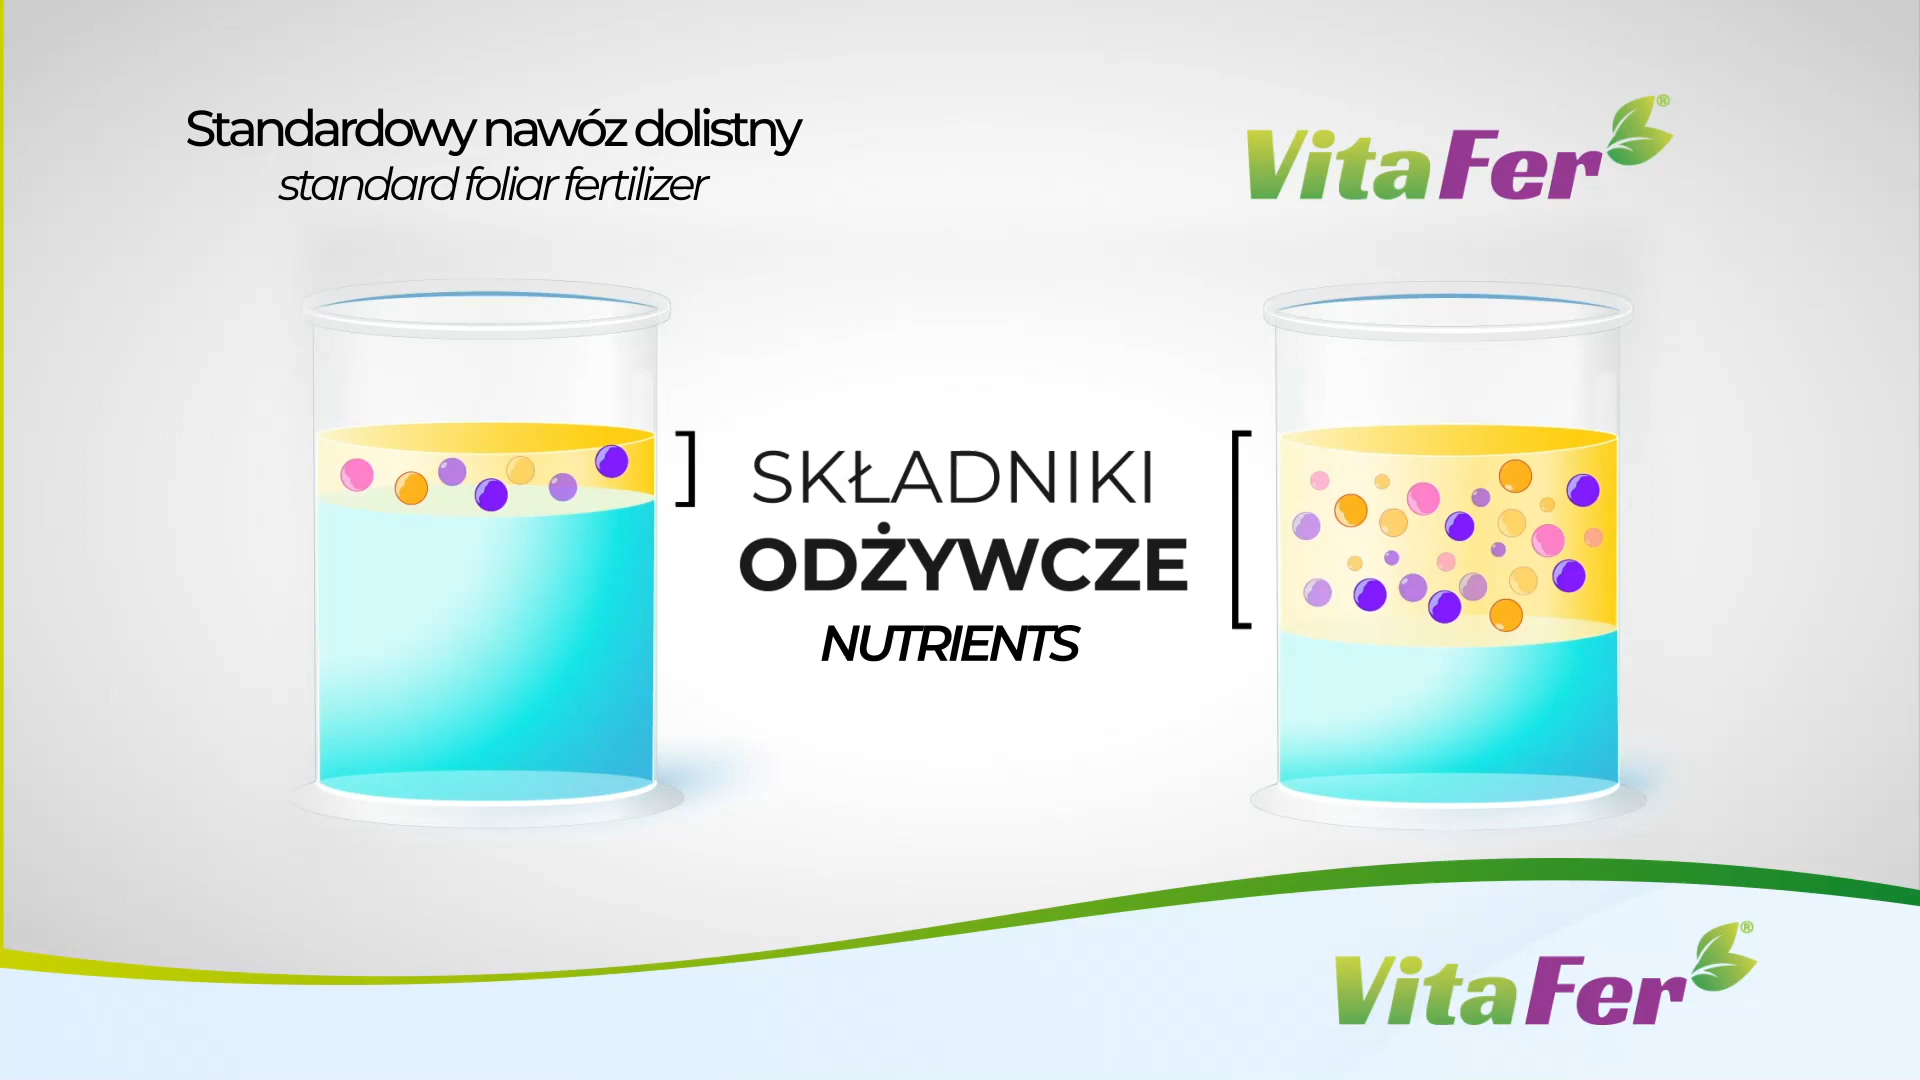 Standardowy nawóz dolistny
standard foliar fertilizer
VitaFer®
SKŁADNIKI
ODŻYWCZE
NUTRIENTS
VitaFer®